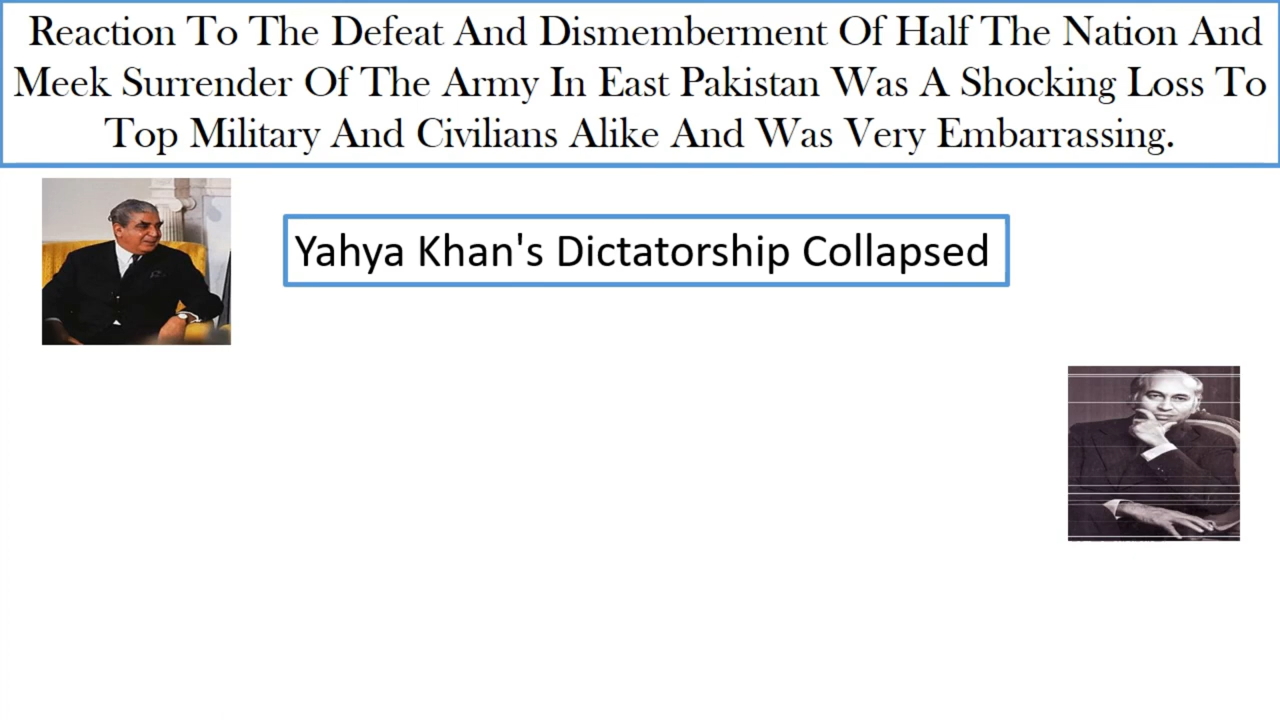 Reaction To The Defeat And Dismemberment Of Half The Nation And
Meek Surrender Of The Army In East Pakistan Was A Shocking Loss To
Top Military And Civilians Alike And Was Very Embarrassing.
Yahya Khan's Dictatorship Collapsed